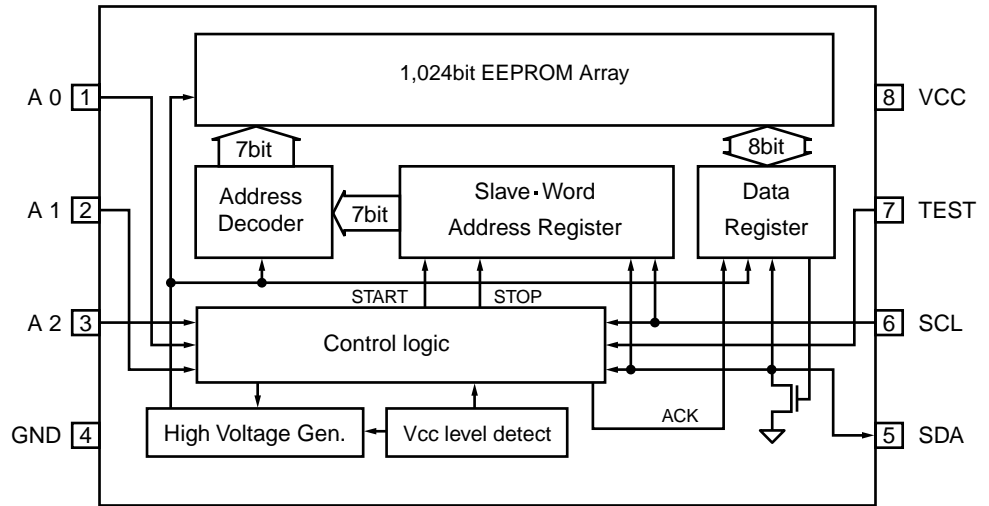 1,024bit EEPROM Array
A 0 1
8 VCC
7bit
8bit
Address
Decoder
7bit
Slave·Word
Address Register
Data
Register
A 1 2
7 TEST
START
STOP
A 2 3
Control logic
6 SCL
ACK
GND 4
High Voltage Gen.
Vcc level detect
5 SDA